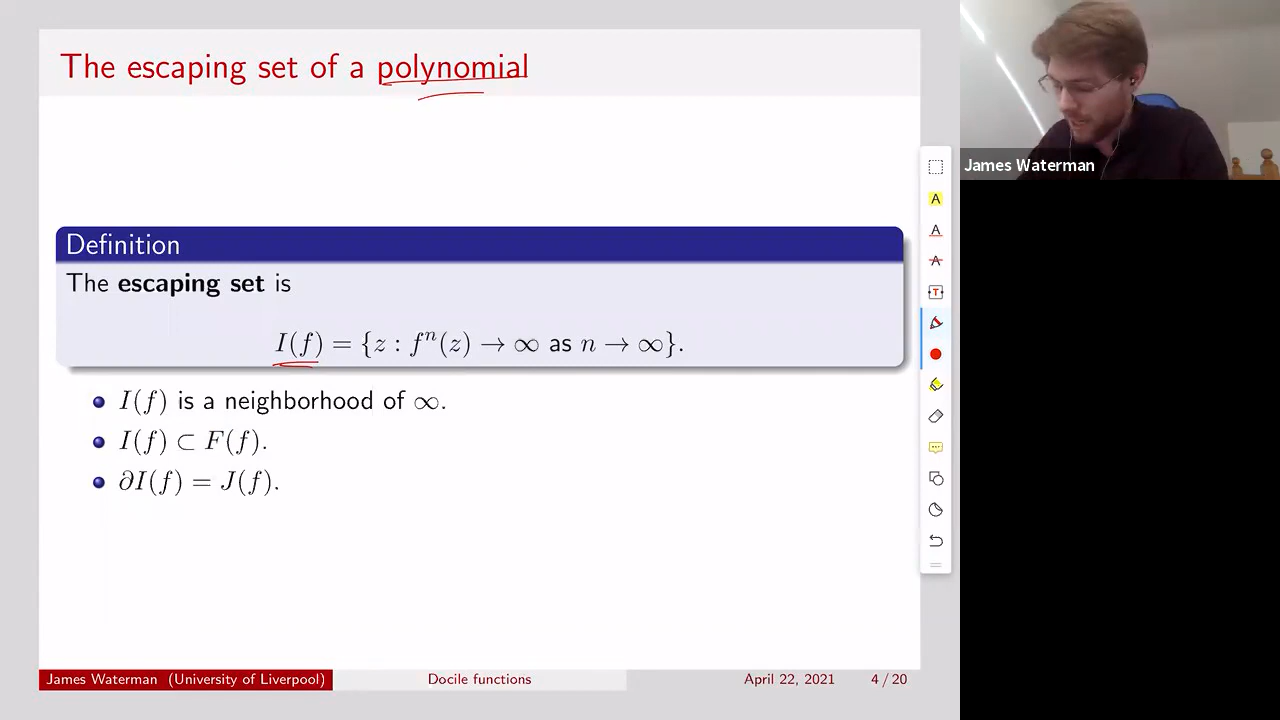 The escaping set of a polynomial
James Waterman
Definition
The escaping set is
I(f) = {z : fⁿ(z) → ∞ as n → ∞}.
I(f) is a neighborhood of ∞.
I(f) ⊂ F(f).
∂I(f) = J(f).
James Waterman (University of Liverpool) Docile functions April 22, 2021 4 / 20
A
A
A
T